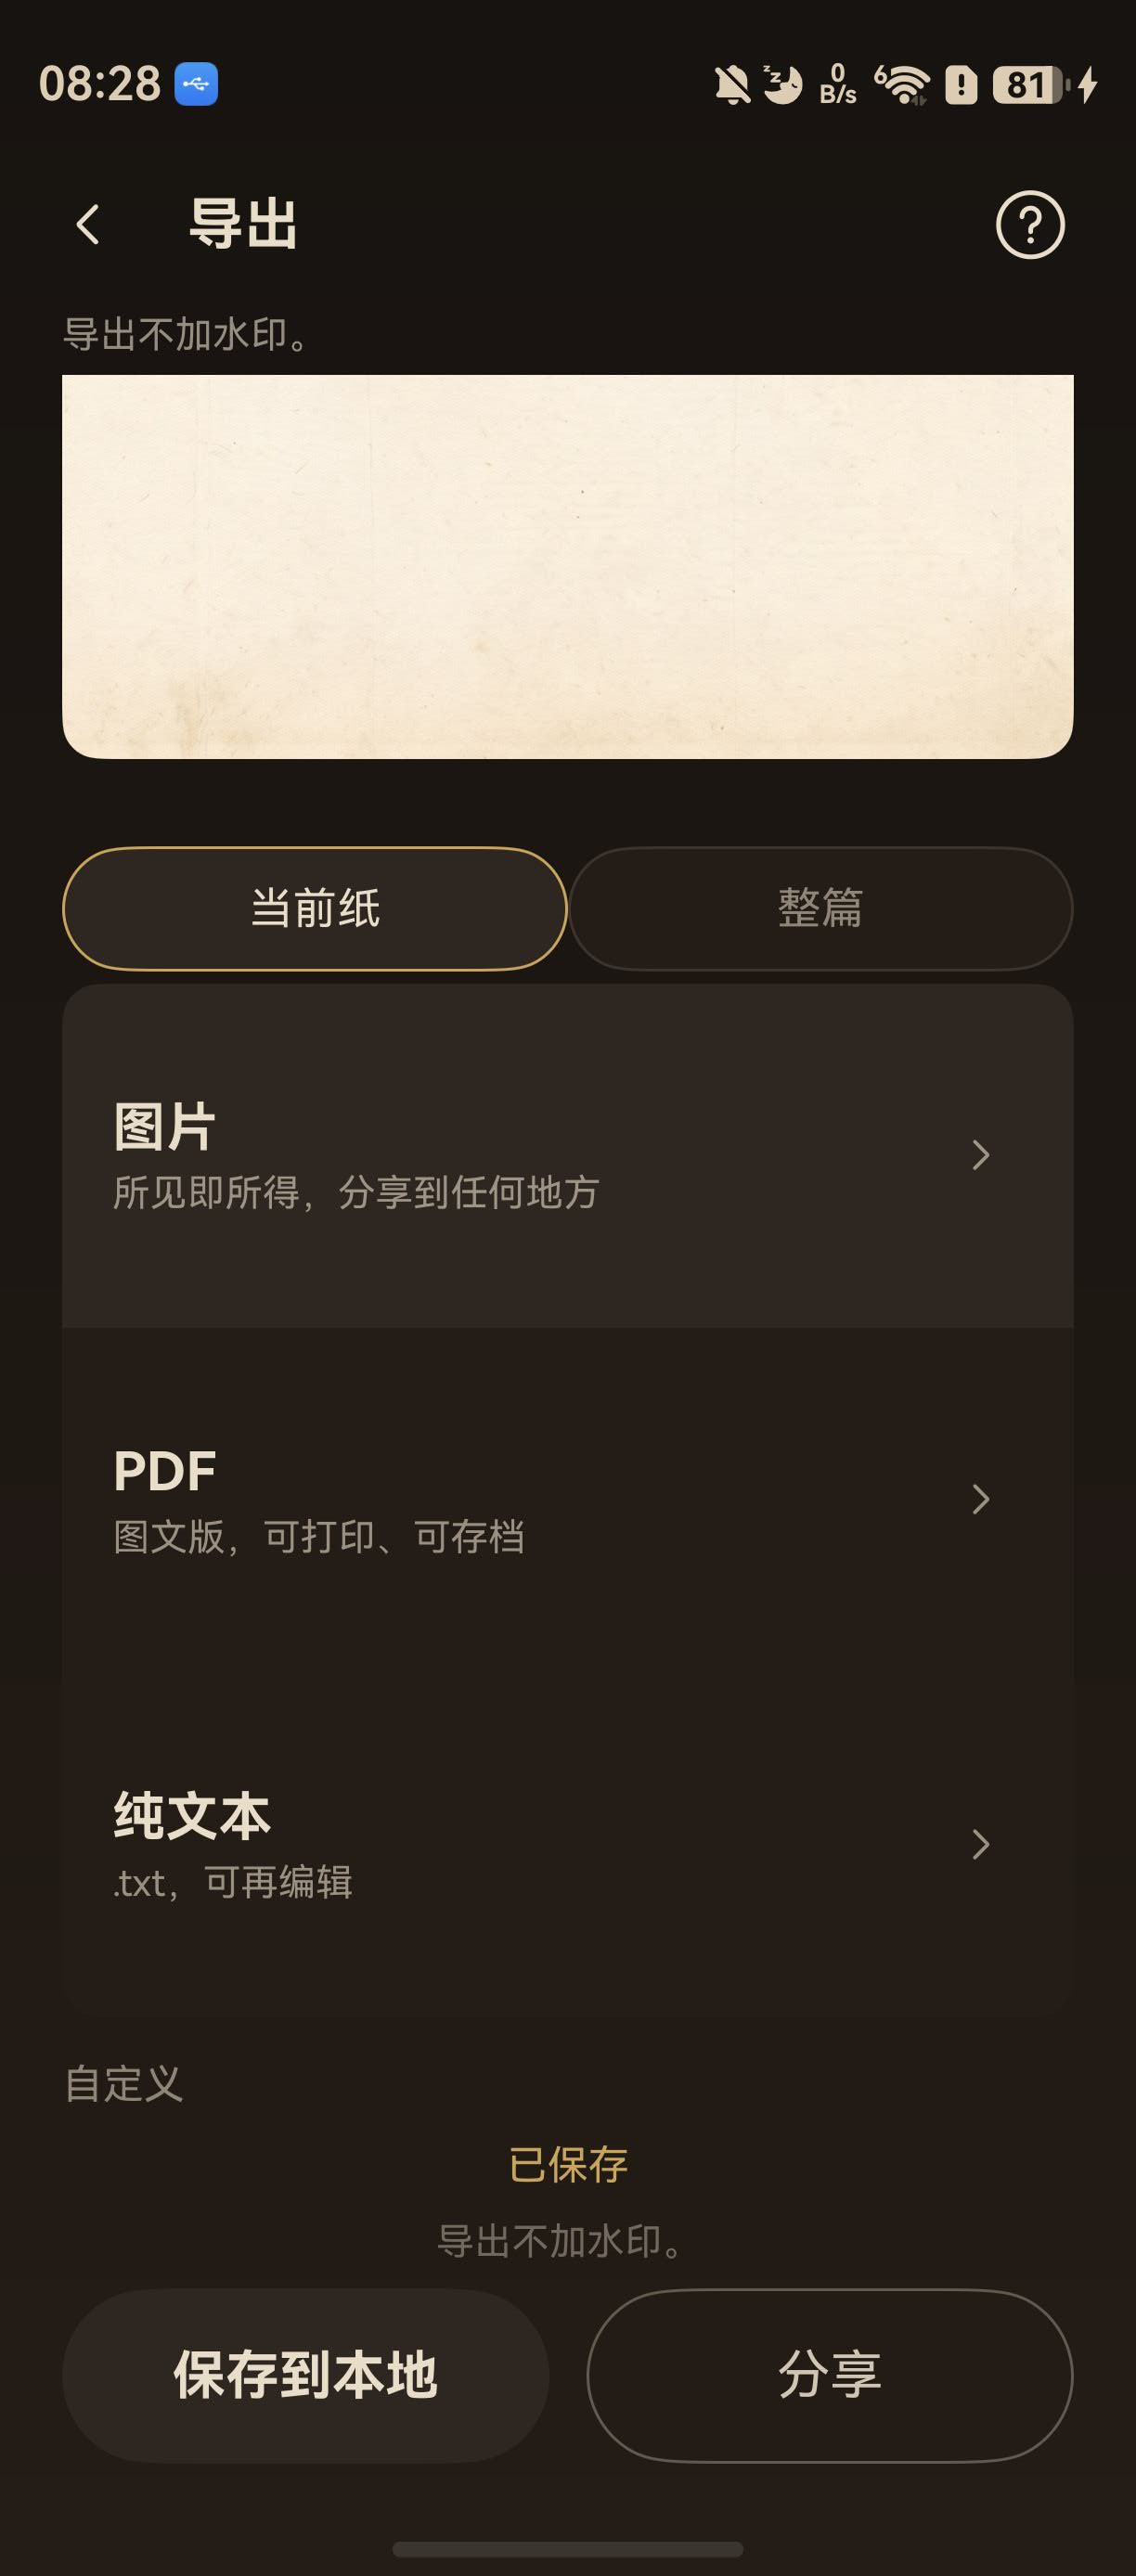 08:28
0
B/s
6
81
导出
导出不加水印。
当前纸
整篇
图片
所见即所得，分享到任何地方
PDF
图文版，可打印、可存档
纯文本
.txt，可再编辑
自定义
已保存
导出不加水印。
保存到本地
分享